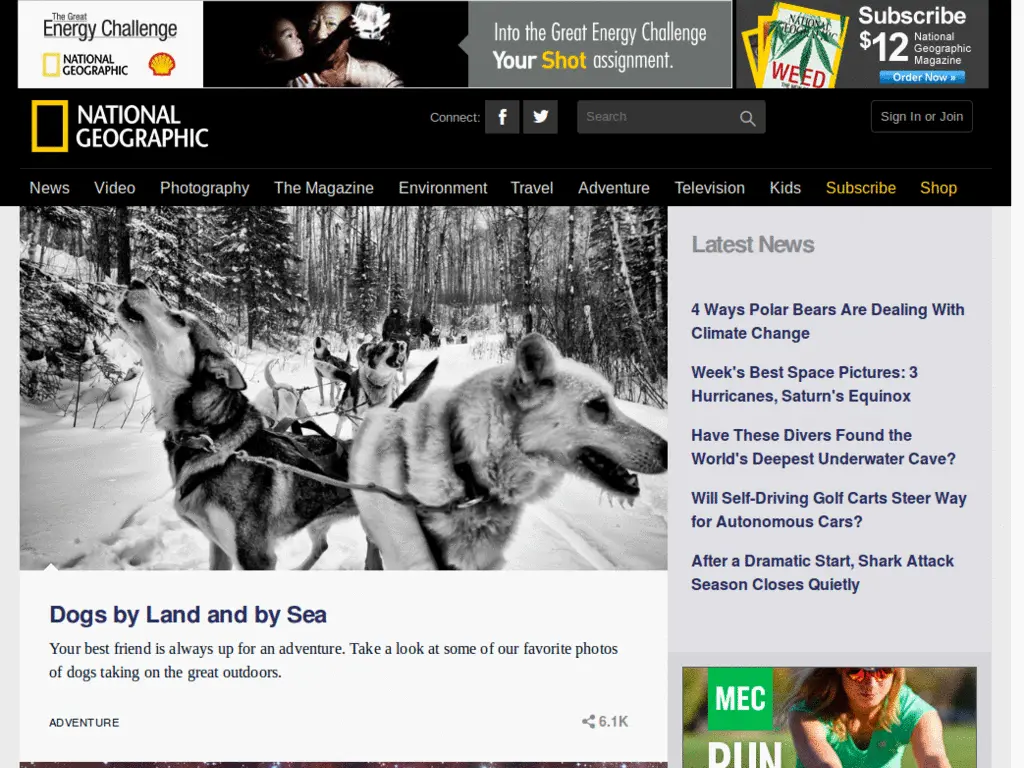 The Great
Energy Challenge
NATIONAL
GEOGRAPHIC
Into the Great Energy Challenge
Your Shot assignment.
WEED
Subscribe
$12 National
Geographic
Magazine
Order Now »
NATIONAL
GEOGRAPHIC
Connect:
Search
Sign In or Join
News Video Photography The Magazine Environment Travel Adventure Television Kids Subscribe Shop
Latest News
4 Ways Polar Bears Are Dealing With
Climate Change
Week's Best Space Pictures: 3
Hurricanes, Saturn's Equinox
Have These Divers Found the
World's Deepest Underwater Cave?
Will Self-Driving Golf Carts Steer Way
for Autonomous Cars?
After a Dramatic Start, Shark Attack
Season Closes Quietly
Dogs by Land and by Sea
Your best friend is always up for an adventure. Take a look at some of our favorite photos
of dogs taking on the great outdoors.
ADVENTURE
6.1K
MEC
RUN